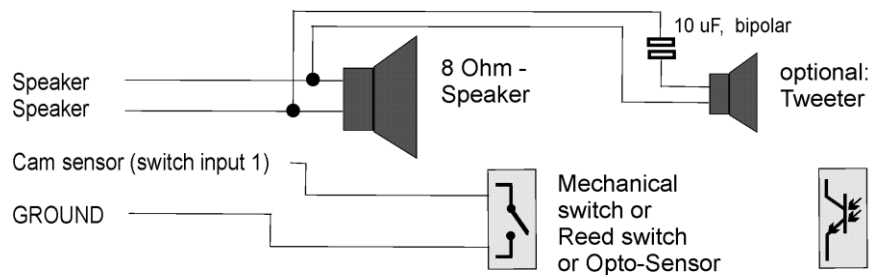 10 uF, bipolar
Speaker
Speaker
8 Ohm -
Speaker
optional:
Tweeter
Cam sensor (switch input 1)
GROUND
Mechanical
switch or
Reed switch
or Opto-Sensor